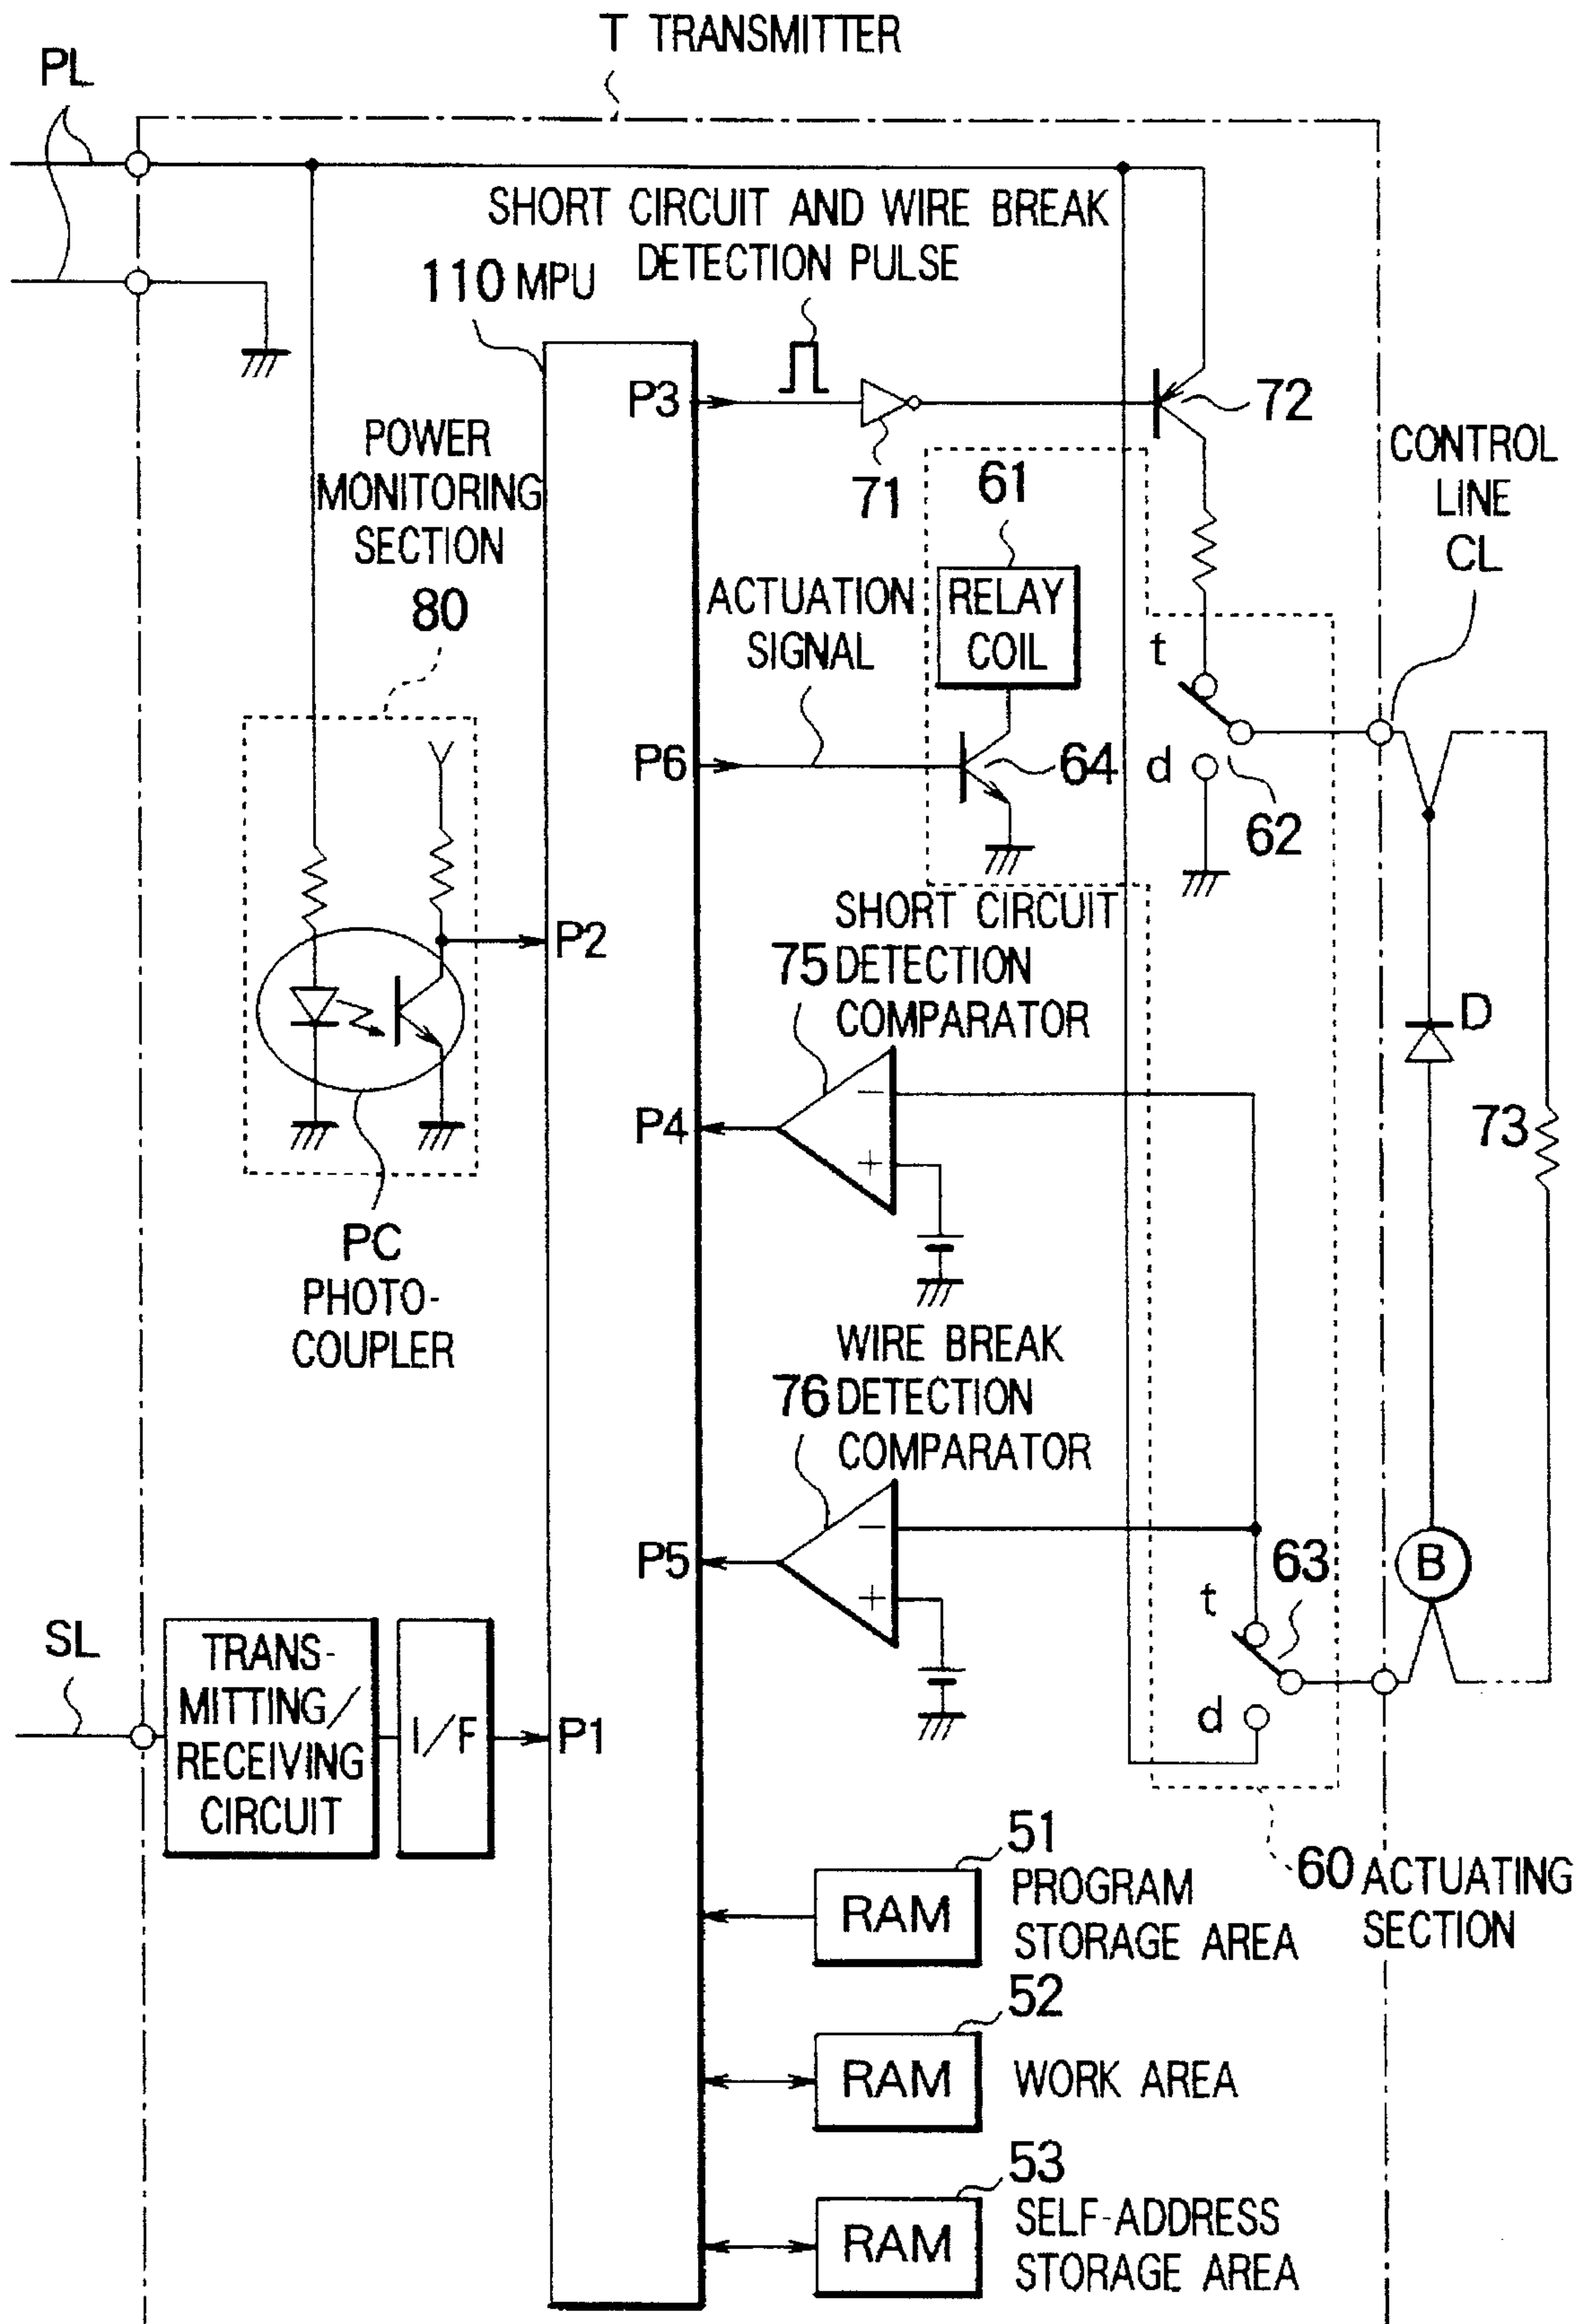 T TRANSMITTER
PL
SHORT CIRCUIT AND WIRE BREAK
DETECTION PULSE
110 MPU
P3
71
72
POWER
MONITORING
SECTION
80
61
RELAY
COIL
ACTUATION
SIGNAL
CONTROL
LINE
CL
t
d
62
P6
64
P2
SHORT CIRCUIT
75 DETECTION
COMPARATOR
−
+
P4
D
73
PC
PHOTO-
COUPLER
WIRE BREAK
76 DETECTION
COMPARATOR
−
+
P5
63
t
d
B
SL
TRANS-
MITTING/
RECEIVING
CIRCUIT
I/F
P1
60 ACTUATING
SECTION
51
RAM
PROGRAM
STORAGE AREA
52
RAM
WORK AREA
53
RAM
SELF-ADDRESS
STORAGE AREA